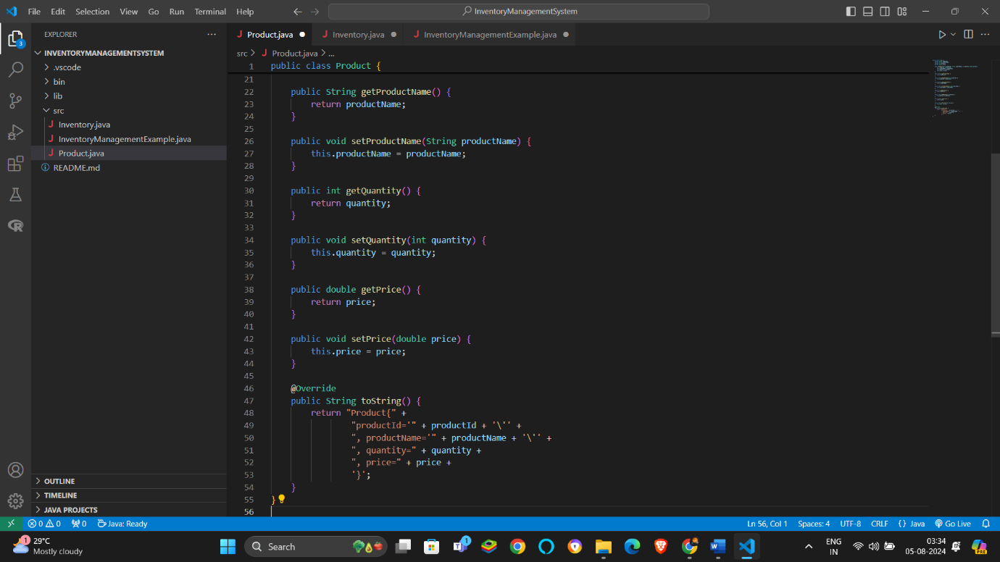 File Edit Selection View Go Run Terminal Help
InventoryManagementSystem
EXPLORER
Product.java Inventory.java InventoryManagementExample.java
3
INVENTORYMANAGEMENTSYSTEM
.vscode
bin
lib
src
Inventory.java
InventoryManagementExample.java
Product.java
README.md
OUTLINE
TIMELINE
JAVA PROJECTS
src > Product.java > ...
1 public class Product {
21
22 public String getProductName() {
23 return productName;
24 }
25
26 public void setProductName(String productName) {
27 this.productName = productName;
28 }
29
30 public int getQuantity() {
31 return quantity;
32 }
33
34 public void setQuantity(int quantity) {
35 this.quantity = quantity;
36 }
37
38 public double getPrice() {
39 return price;
40 }
41
42 public void setPrice(double price) {
43 this.price = price;
44 }
45
46 @Override
47 public String toString() {
48 return "Product{" +
49 "productId='" + productId + '\'' +
50 ", productName='" + productName + '\'' +
51 ", quantity=" + quantity +
52 ", price=" + price +
53 '}';
54 }
55 }
56
0 0 0 Java: Ready
Ln 56, Col 1 Spaces: 4 UTF-8 CRLF {} Java Go Live
1
29°C
Mostly cloudy
Search
1
ENG
IN
03:34
05-08-2024
PRE